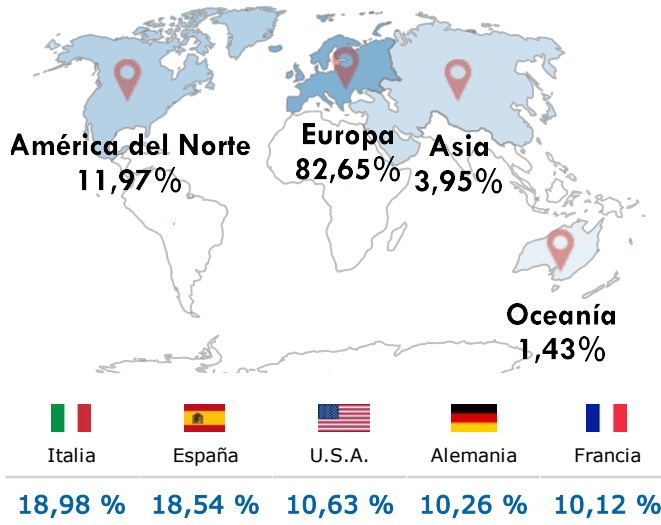 América del Norte
11,97%
Europa
82,65%
Asia
3,95%
Oceanía
1,43%
Italia
España
U.S.A.
Alemania
Francia
18,98 %
18,54 %
10,63 %
10,26 %
10,12 %